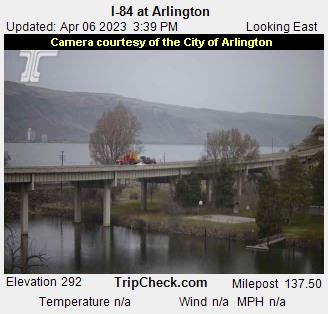 I-84 at Arlington
Updated: Apr 06 2023 3:39 PM Looking East
Camera courtesy of the City of Arlington
Elevation 292 TripCheck.com Milepost 137.50
Temperature n/a Wind n/a MPH n/a